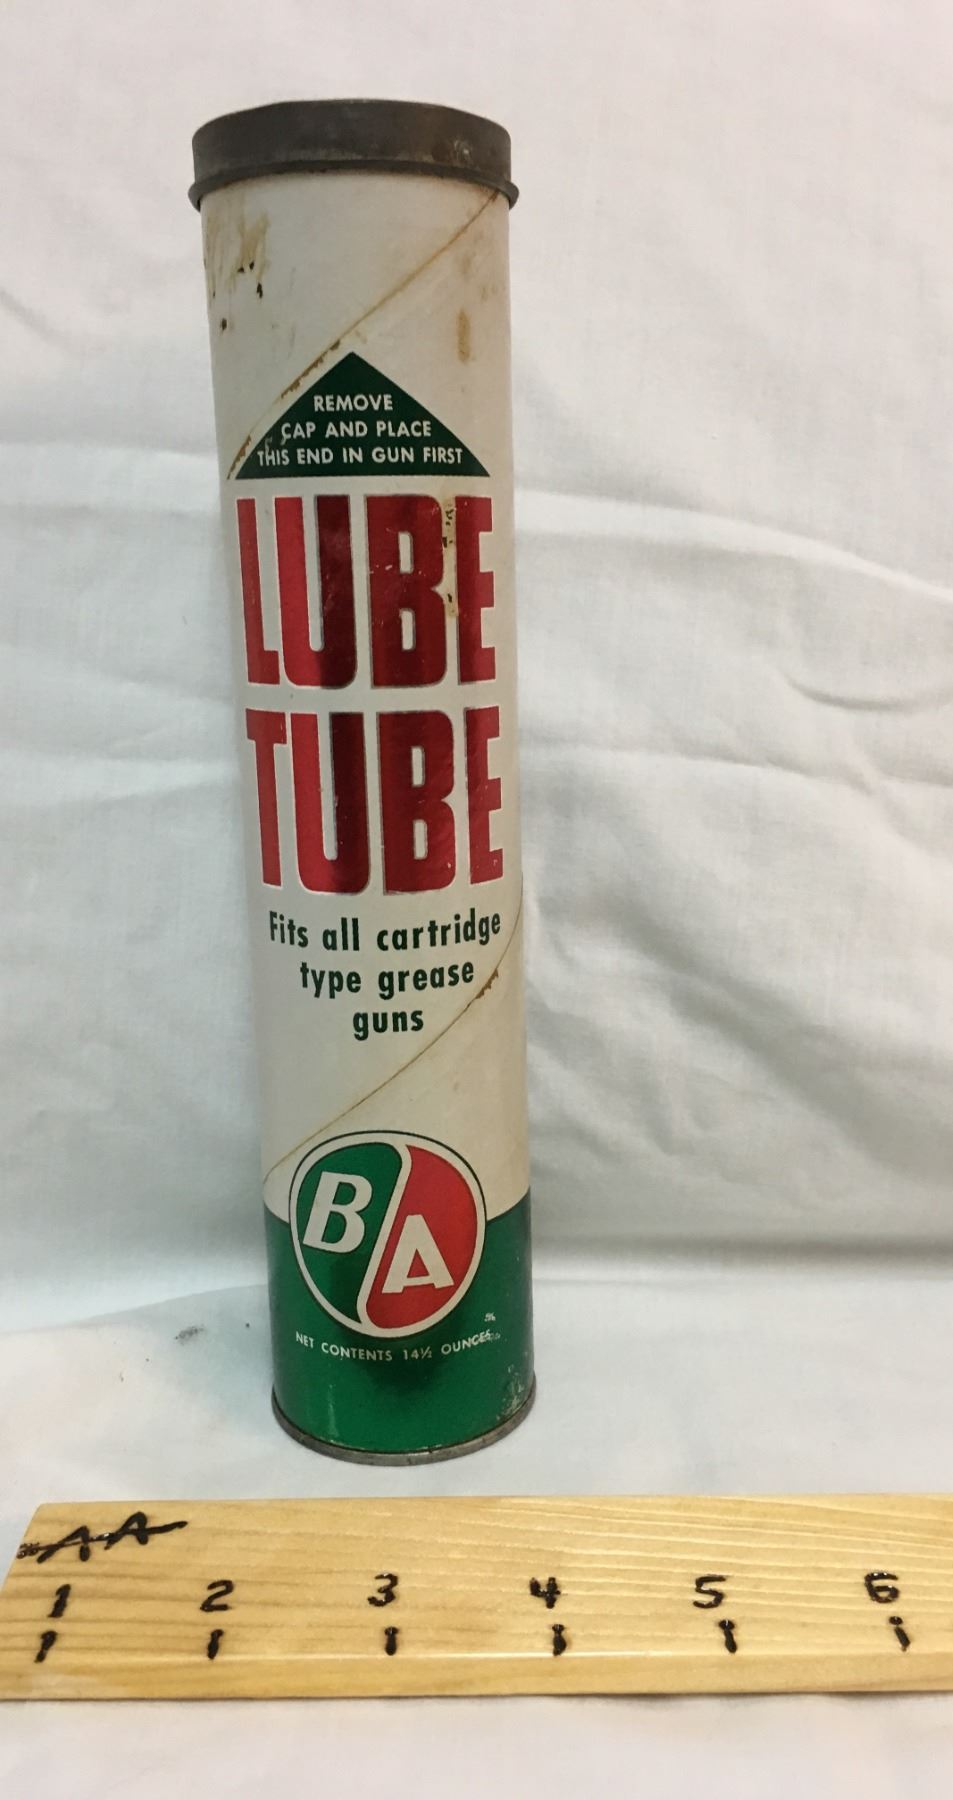 REMOVE
CAP AND PLACE
THIS END IN GUN FIRST
LUBE
TUBE
Fits all cartridge
type grease
guns
B/A
NET CONTENTS 14½ OUNCES
AA
1 2 3 4 5 6